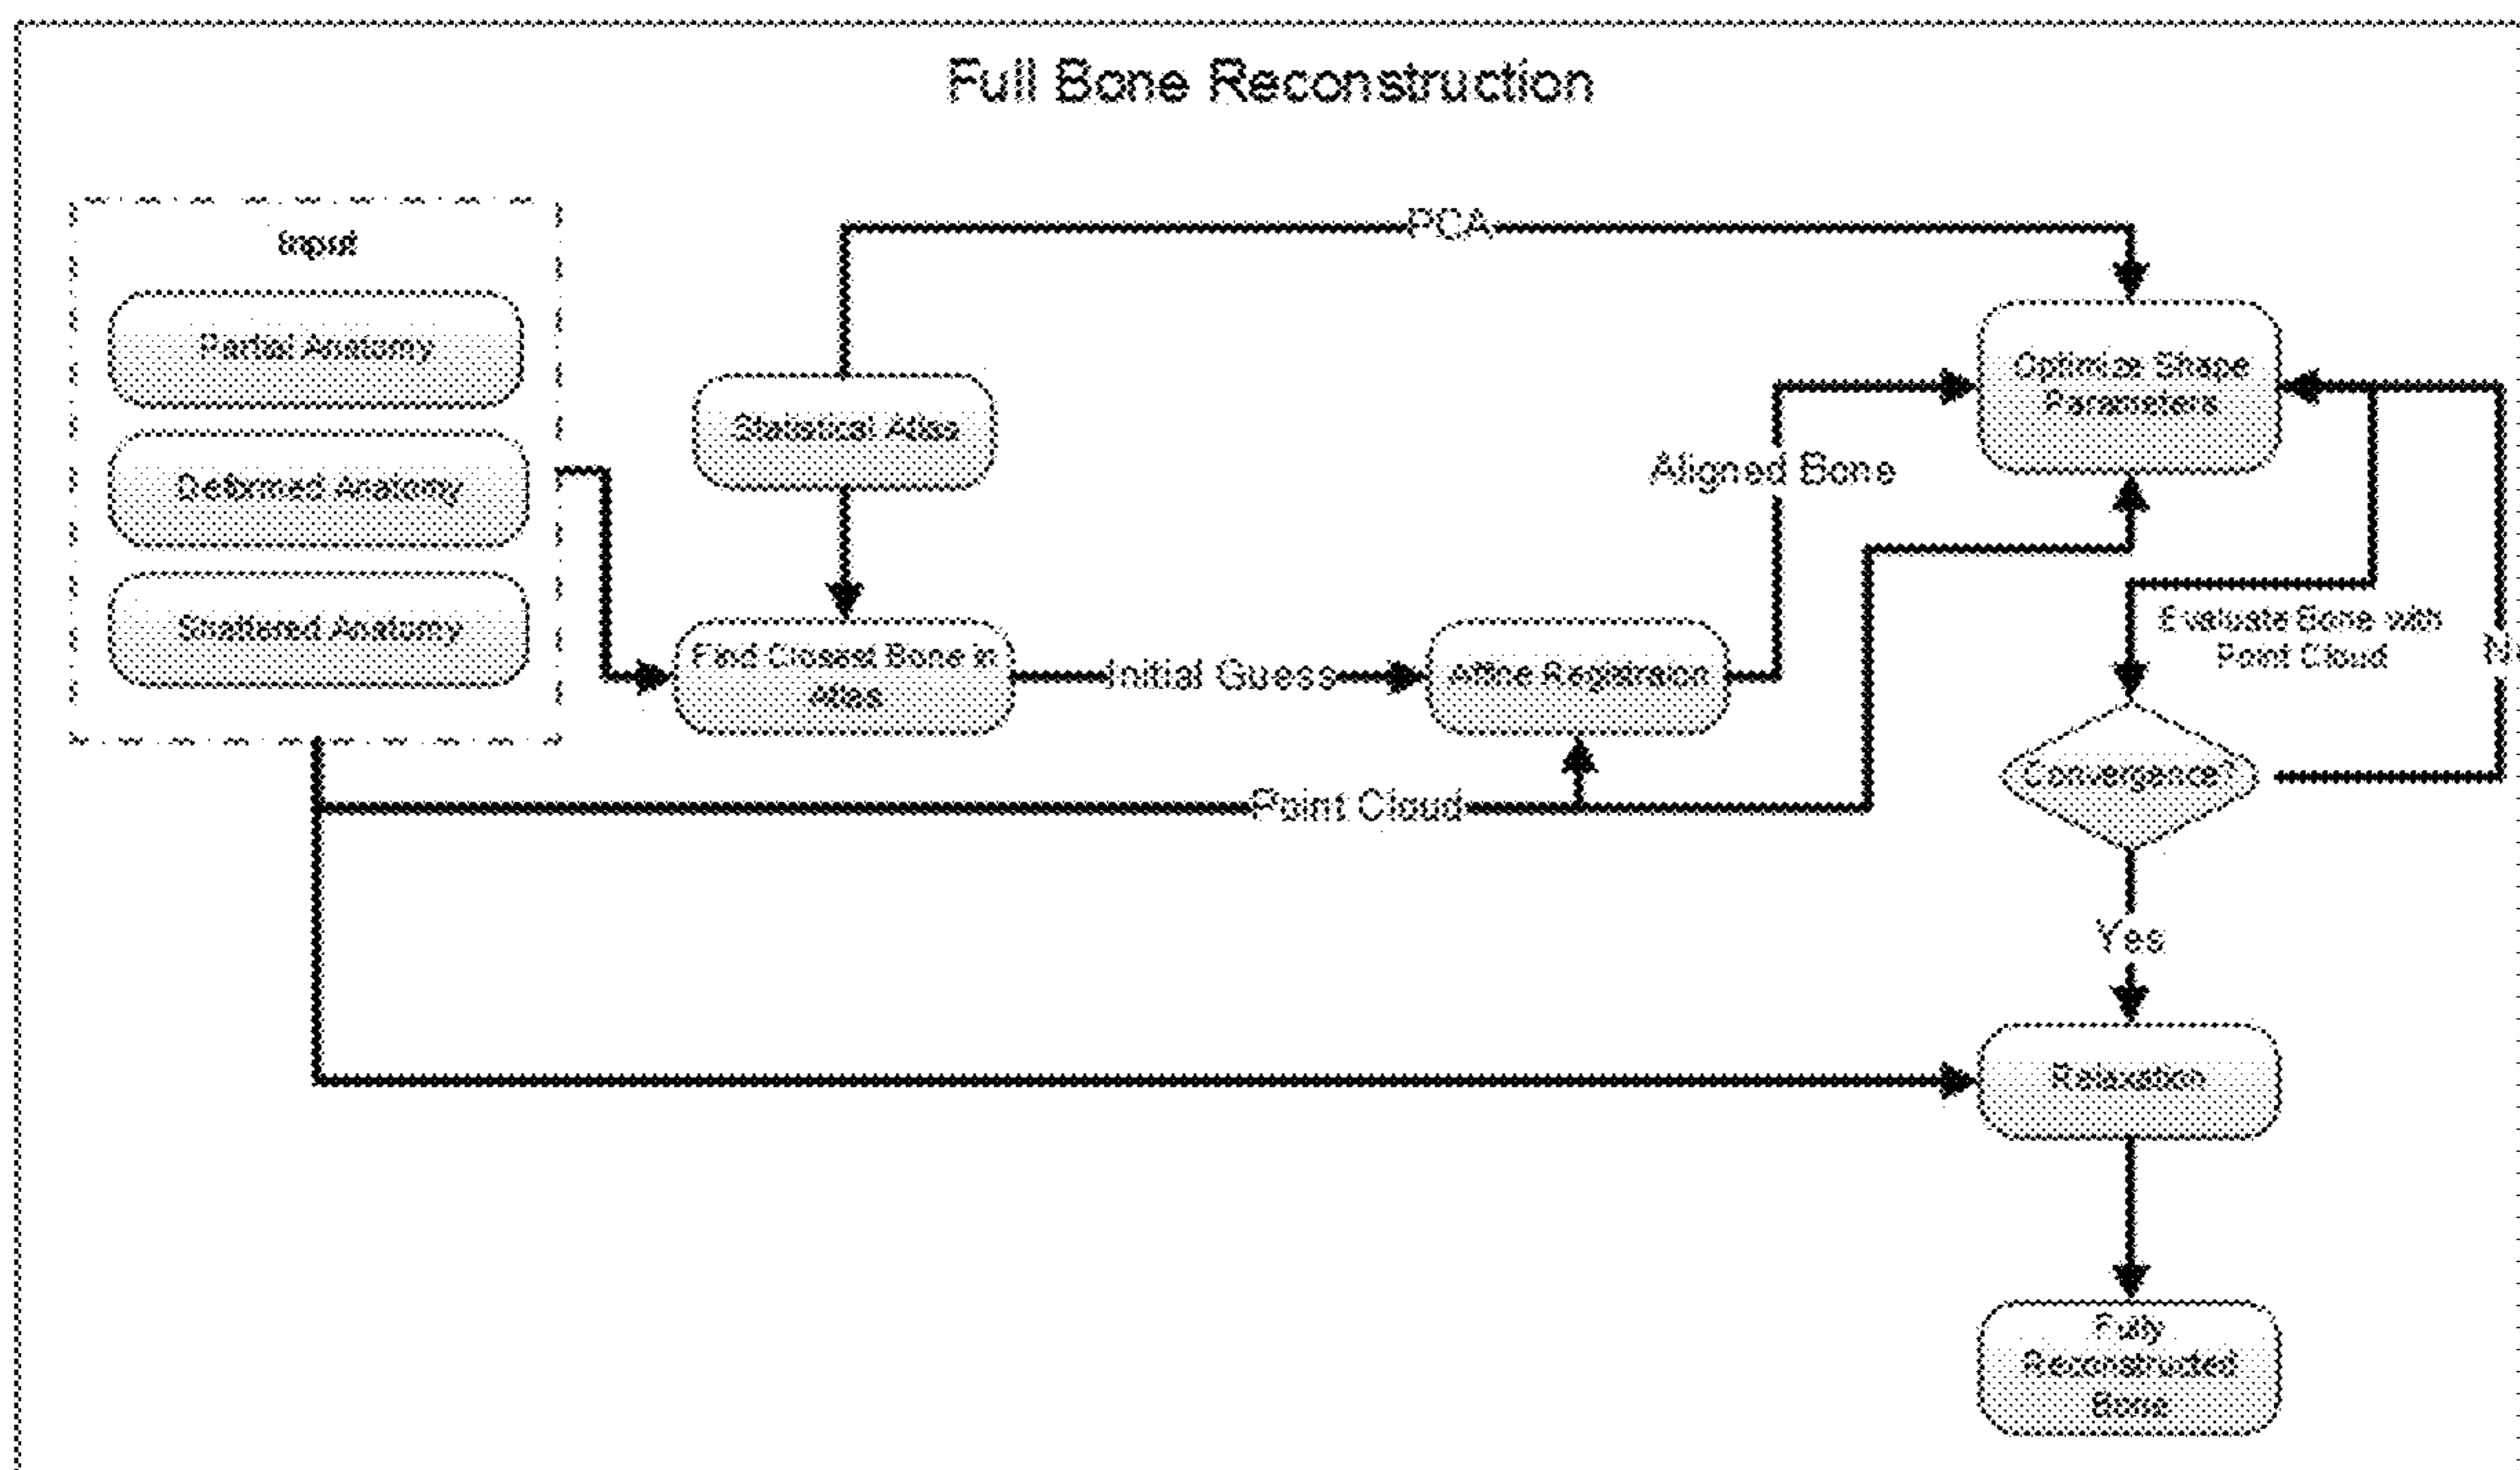 Full Bone Reconstruction
Input
PCA
Partial Anatomy
Deformed Anatomy
Shattered Anatomy
Statistical Atlas
Optimize Shape
Parameters
Aligned Bone
Find Closest Bone in
Atlas
Initial Guess
Affine Registration
Evaluate Bone with
Point Cloud
Point Cloud
Convergence?
Yes
Relaxation
Fully
Reconstructed
Bone